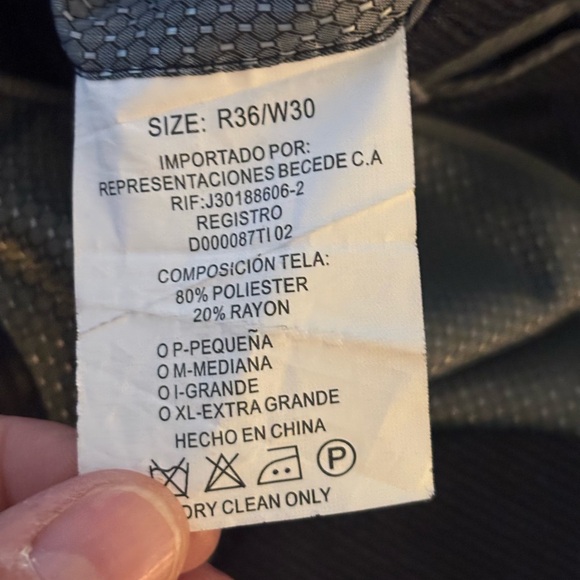 SIZE: R36/W30
IMPORTADO POR:
REPRESENTACIONES BECEDE C.A
RIF:J30188606-2
REGISTRO
D000087TI 02
COMPOSICIÓN TELA:
80% POLIESTER
20% RAYON
O P-PEQUEÑA
O M-MEDIANA
O I-GRANDE
O XL-EXTRA GRANDE
HECHO EN CHINA
P
DRY CLEAN ONLY